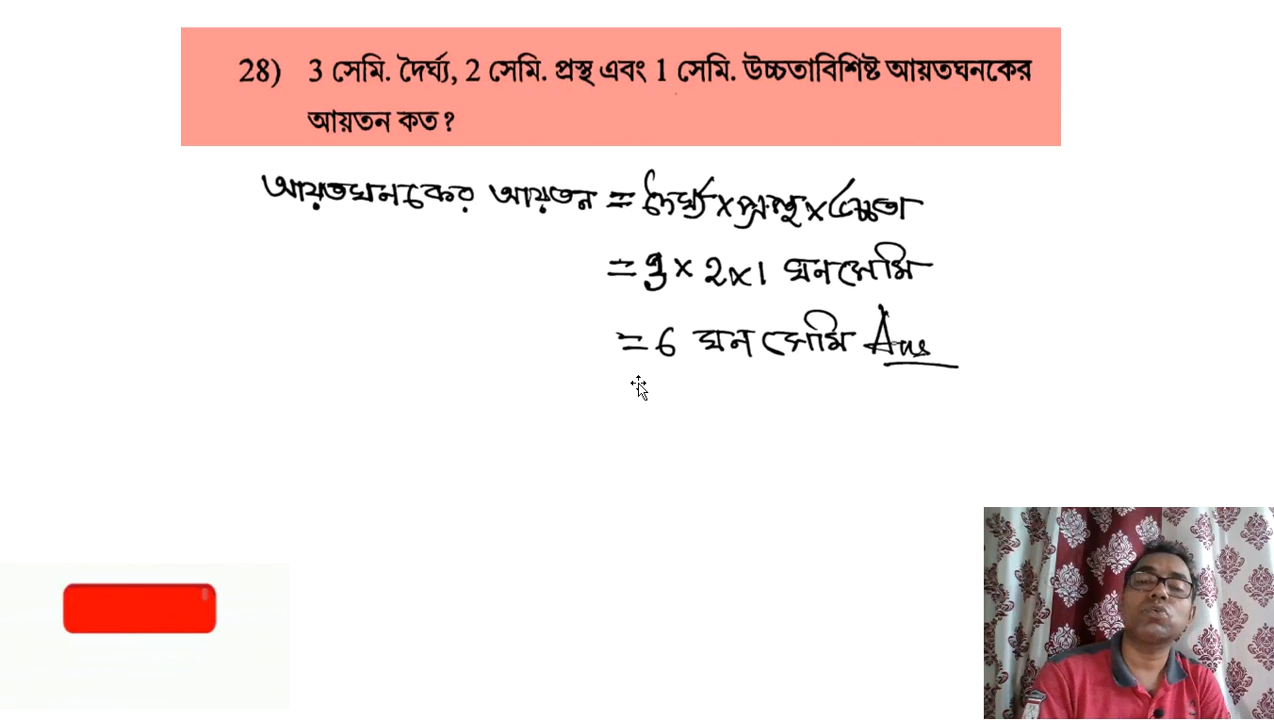 28) 3 সেমি. দৈর্ঘ্য, 2 সেমি. প্রস্থ এবং 1 সেমি. উচ্চতাবিশিষ্ট আয়তঘনকের
আয়তন কত ?
আয়তঘনকের আয়তন = দৈর্ঘ্য × প্রস্থ × উচ্চতা
= 3 × 2 × 1 ঘনসেমি
= 6 ঘন সেমি Ans